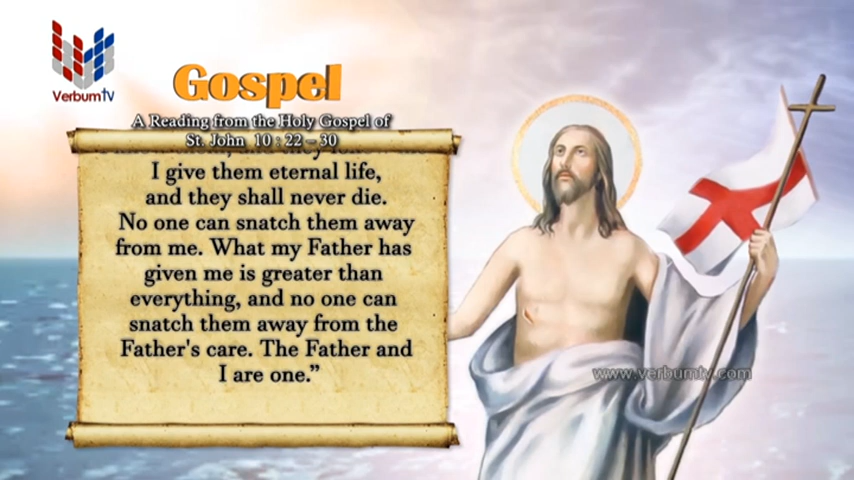 VerbumTV
Gospel
A Reading from the Holy Gospel of
St. John 10 : 22 – 30
I give them eternal life,
and they shall never die.
No one can snatch them away
from me. What my Father has
given me is greater than
everything, and no one can
snatch them away from the
Father's care. The Father and
I are one.”
www.verbumtv.com